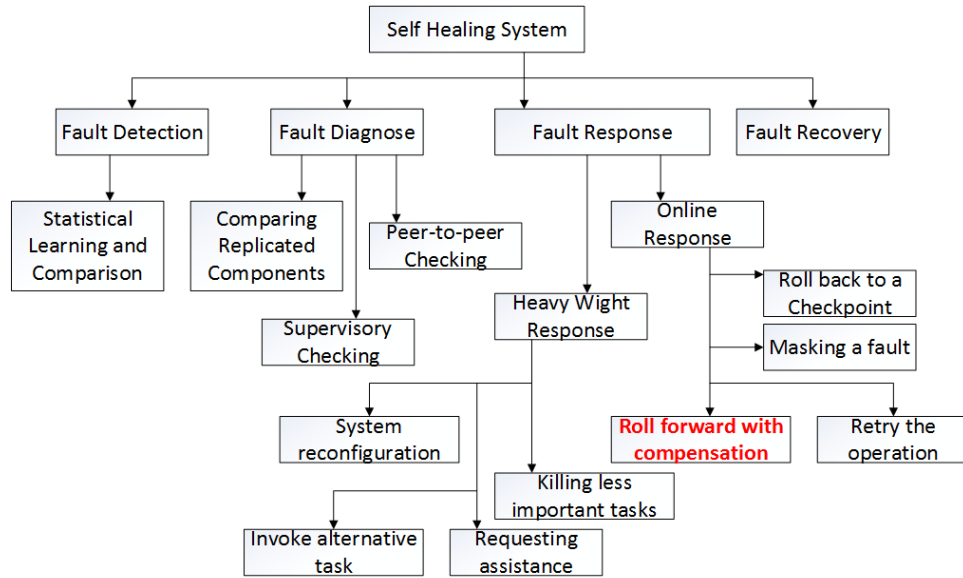 Self Healing System
Fault Detection
Fault Diagnose
Fault Response
Fault Recovery
Statistical
Learning and
Comparison
Comparing
Replicated
Components
Peer-to-peer
Checking
Online
Response
Roll back to a
Checkpoint
Heavy Wight
Response
Supervisory
Checking
Masking a fault
System
reconfiguration
Roll forward with
compensation
Retry the
operation
Killing less
important tasks
Invoke alternative
task
Requesting
assistance